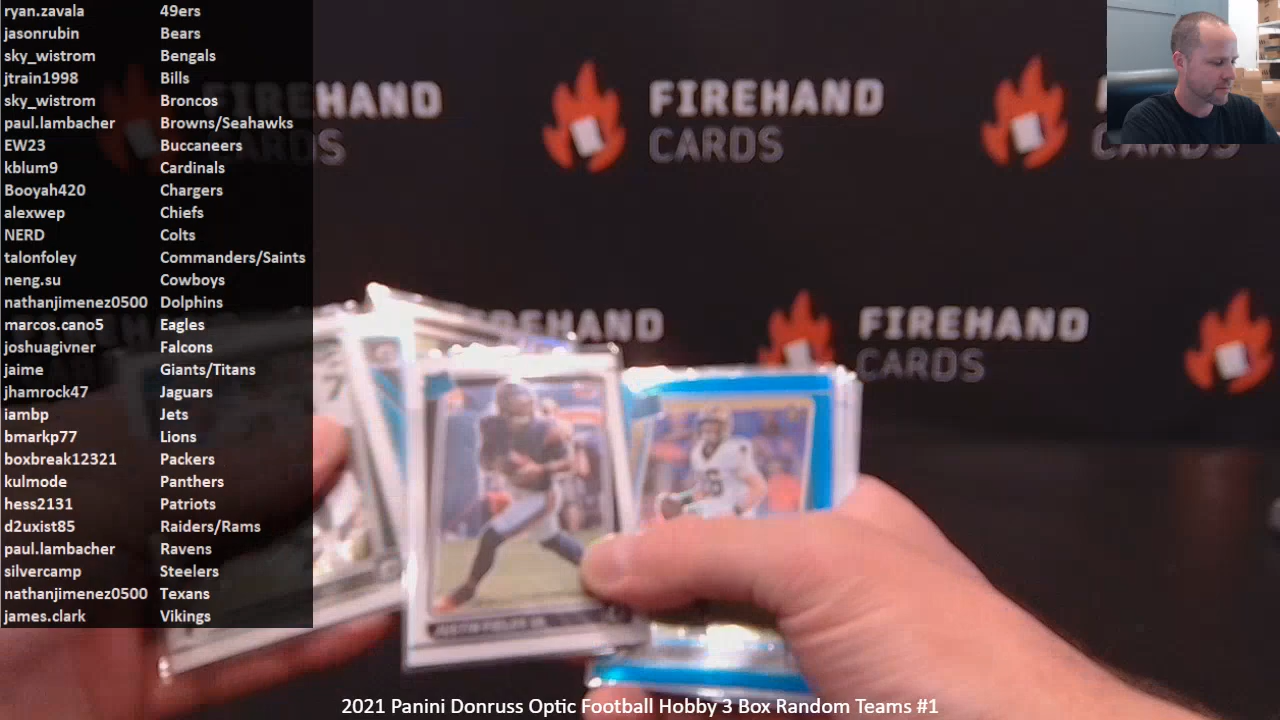 ryan.zavala 49ers
jasonrubin Bears
sky_wistrom Bengals
jtrain1998 Bills
sky_wistrom Broncos
paul.lambacher Browns/Seahawks
EW23 Buccaneers
kblum9 Cardinals
Booyah420 Chargers
alexwep Chiefs
NERD Colts
talonfoley Commanders/Saints
neng.su Cowboys
nathanjimenez0500 Dolphins
marcos.cano5 Eagles
joshuagivner Falcons
jaime Giants/Titans
jhamrock47 Jaguars
iambp Jets
bmarkp77 Lions
boxbreak12321 Packers
kulmode Panthers
hess2131 Patriots
d2uxist85 Raiders/Rams
paul.lambacher Ravens
silvercamp Steelers
nathanjimenez0500 Texans
james.clark Vikings
FIREHAND
CARDS
FIREHAND
CARDS
CARDS
FIREHAND
FIREHAND
CARDS
JUSTIN FIELDS
2021 Panini Donruss Optic Football Hobby 3 Box Random Teams #1